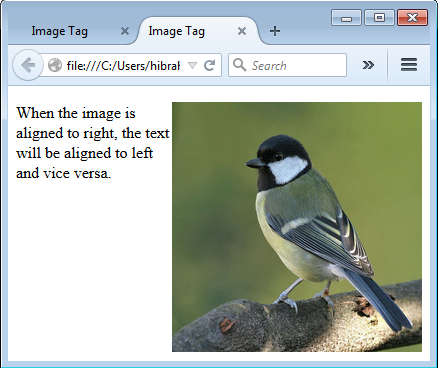 Image Tag
Image Tag
file:///C:/Users/hibrah
Search
When the image is
aligned to right, the text
will be aligned to left
and vice versa.